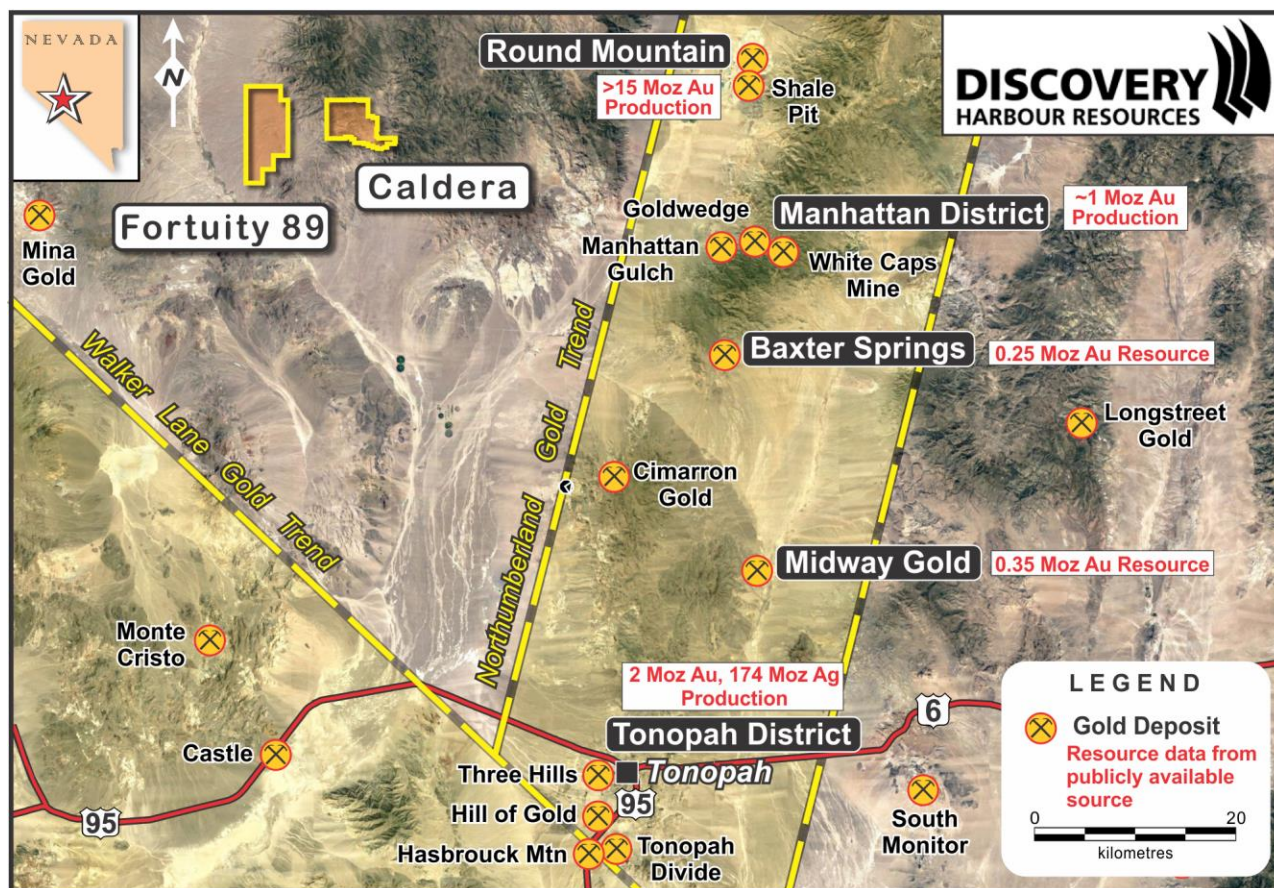 NEVADA
N
Round Mountain
>15 Moz Au
Production
Shale
Pit
DISCOVERY
HARBOUR RESOURCES
Caldera
Fortuity 89
Mina
Gold
Goldwedge
Manhattan District
~1 Moz Au
Production
Manhattan
Gulch
White Caps
Mine
Baxter Springs
0.25 Moz Au Resource
Walker Lane Gold Trend
Northumberland Gold Trend
Longstreet
Gold
Cimarron
Gold
Midway Gold
0.35 Moz Au Resource
Monte
Cristo
2 Moz Au, 174 Moz Ag
Production
Tonopah District
6
Castle
Three Hills
Tonopah
95
95
Hill of Gold
Hasbrouck Mtn
Tonopah
Divide
South
Monitor
LEGEND
Gold Deposit
Resource data from
publicly available
source
0 20
kilometres